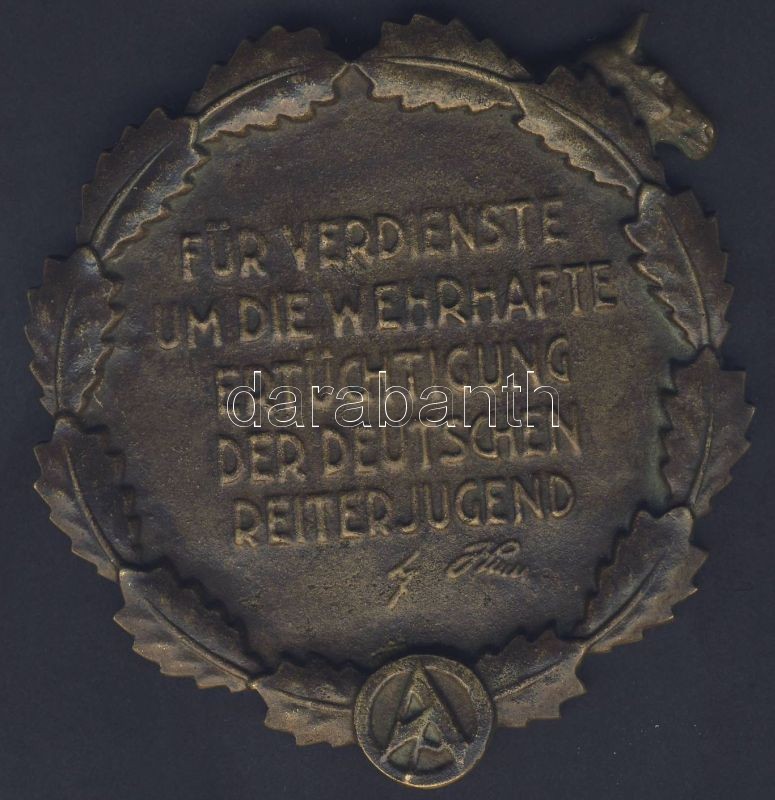 FÜR VERDIENSTE
UM DIE WEHRHAFTE
ERTÜCHTIGUNG
darabanth
DER DEUTSCHEN
REITERJUGEND